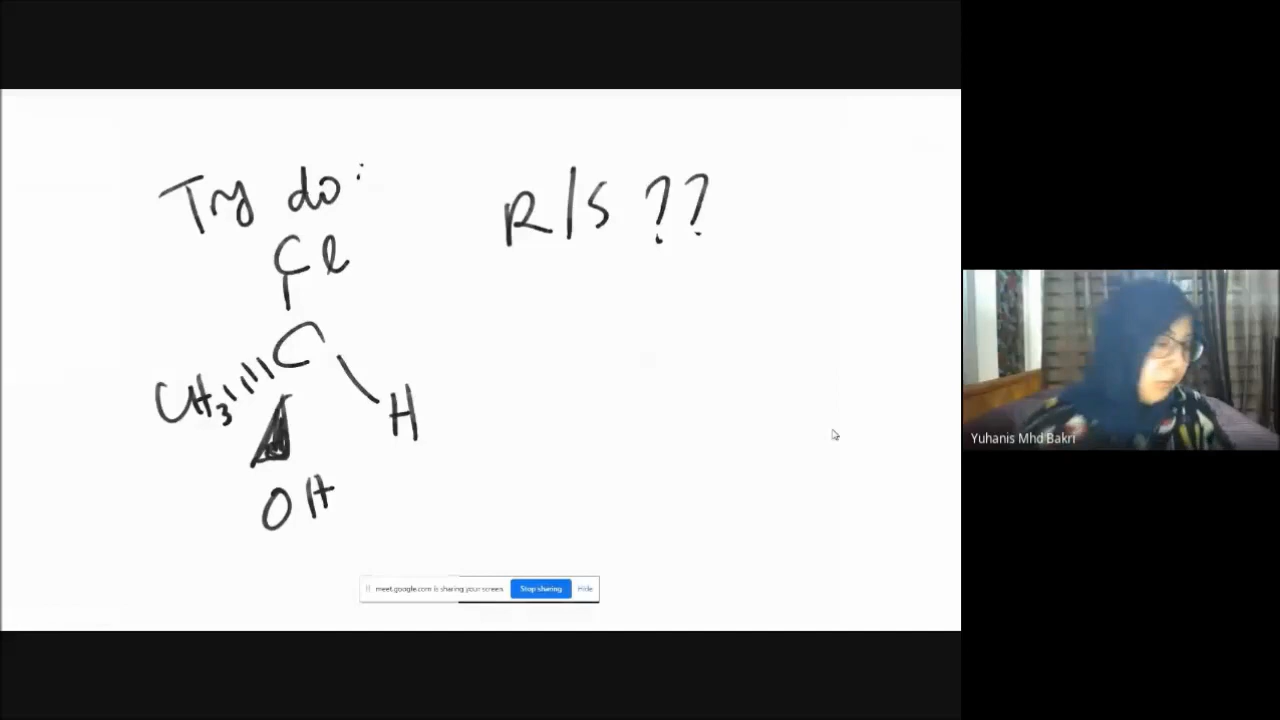 Try do:
R/S ??
Cl
C
CH3
H
OH
meet.google.com is sharing your screen. Stop sharing Hide
Yuhanis Mhd Bakri